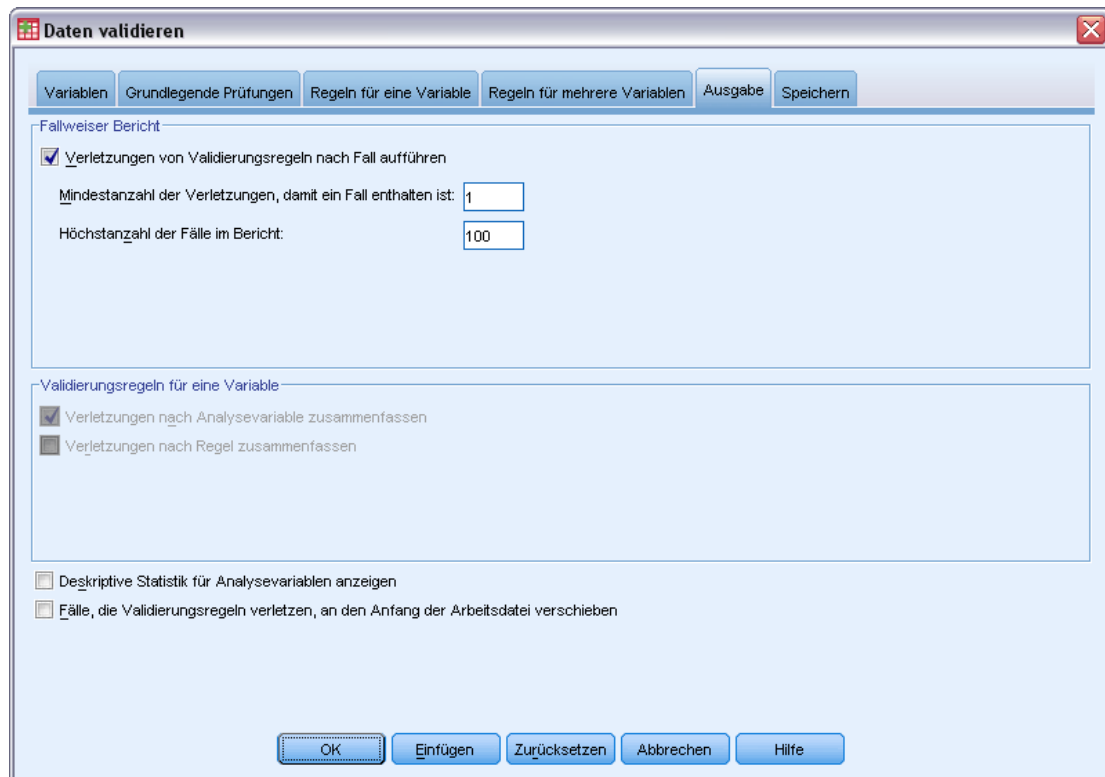 Daten validieren
Variablen Grundlegende Prüfungen Regeln für eine Variable Regeln für mehrere Variablen Ausgabe Speichern
Fallweiser Bericht
Verletzungen von Validierungsregeln nach Fall aufführen
Mindestanzahl der Verletzungen, damit ein Fall enthalten ist: 1
Höchstanzahl der Fälle im Bericht: 100
Validierungsregeln für eine Variable
Verletzungen nach Analysevariable zusammenfassen
Verletzungen nach Regel zusammenfassen
Deskriptive Statistik für Analysevariablen anzeigen
Fälle, die Validierungsregeln verletzen, an den Anfang der Arbeitsdatei verschieben
OK Einfügen Zurücksetzen Abbrechen Hilfe